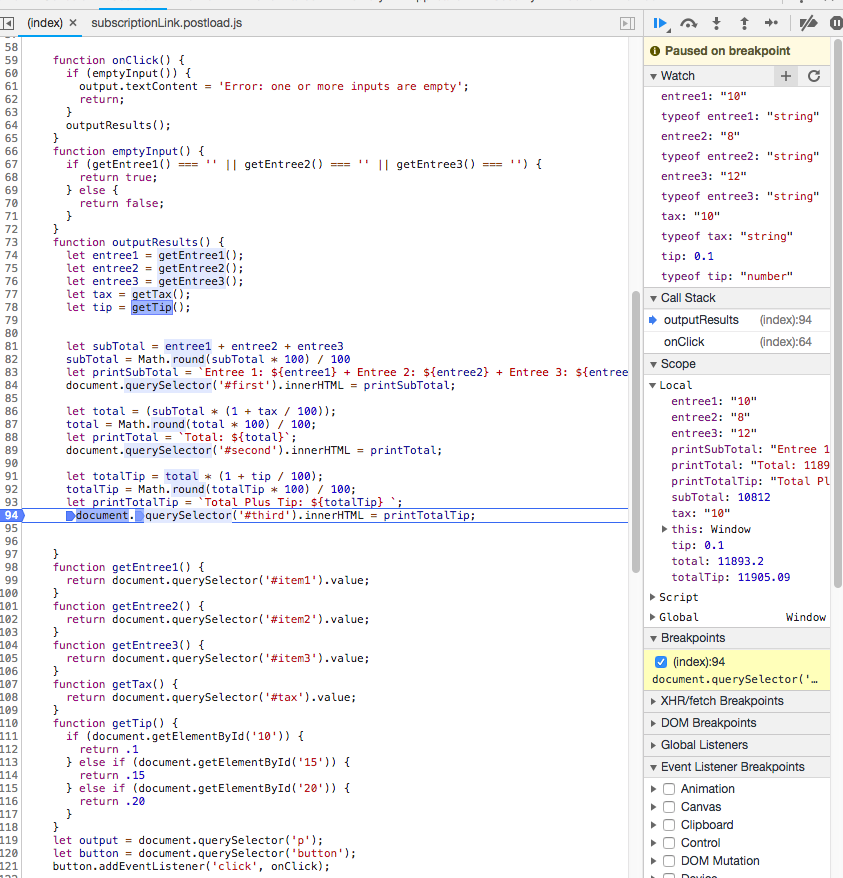 (index) × subscriptionLink.postload.js
58
59 function onClick() {
60 if (emptyInput()) {
61 output.textContent = 'Error: one or more inputs are empty';
62 return;
63 }
64 outputResults();
65 }
66 function emptyInput() {
67 if (getEntree1() === '' || getEntree2() === '' || getEntree3() === '') {
68 return true;
69 } else {
70 return false;
71 }
72 }
73 function outputResults() {
74 let entree1 = getEntree1();
75 let entree2 = getEntree2();
76 let entree3 = getEntree3();
77 let tax = getTax();
78 let tip = getTip();
79
80
81 let subTotal = entree1 + entree2 + entree3
82 subTotal = Math.round(subTotal * 100) / 100
83 let printSubTotal = `Entree 1: ${entree1} + Entree 2: ${entree2} + Entree 3: ${entree
84 document.querySelector('#first').innerHTML = printSubTotal;
85
86 let total = (subTotal * (1 + tax / 100));
87 total = Math.round(total * 100) / 100;
88 let printTotal = `Total: ${total}`;
89 document.querySelector('#second').innerHTML = printTotal;
90
91 let totalTip = total * (1 + tip / 100);
92 totalTip = Math.round(totalTip * 100) / 100;
93 let printTotalTip = `Total Plus Tip: ${totalTip} `;
94 document.querySelector('#third').innerHTML = printTotalTip;
95
96
97 }
98 function getEntree1() {
99 return document.querySelector('#item1').value;
100 }
101 function getEntree2() {
102 return document.querySelector('#item2').value;
103 }
104 function getEntree3() {
105 return document.querySelector('#item3').value;
106 }
107 function getTax() {
108 return document.querySelector('#tax').value;
109 }
110 function getTip() {
111 if (document.getElementById('10')) {
112 return .1
113 } else if (document.getElementById('15')) {
114 return .15
115 } else if (document.getElementById('20')) {
116 return .20
117 }
118 }
119 let output = document.querySelector('p');
120 let button = document.querySelector('button');
121 button.addEventListener('click', onClick);
Paused on breakpoint
Watch
entree1: "10"
typeof entree1: "string"
entree2: "8"
typeof entree2: "string"
entree3: "12"
typeof entree3: "string"
tax: "10"
typeof tax: "string"
tip: 0.1
typeof tip: "number"
Call Stack
outputResults (index):94
onClick (index):64
Scope
Local
entree1: "10"
entree2: "8"
entree3: "12"
printSubTotal: "Entree 1
printTotal: "Total: 1189
printTotalTip: "Total Pl
subTotal: 10812
tax: "10"
this: Window
tip: 0.1
total: 11893.2
totalTip: 11905.09
Script
Global Window
Breakpoints
(index):94
document.querySelector('…
XHR/fetch Breakpoints
DOM Breakpoints
Global Listeners
Event Listener Breakpoints
Animation
Canvas
Clipboard
Control
DOM Mutation